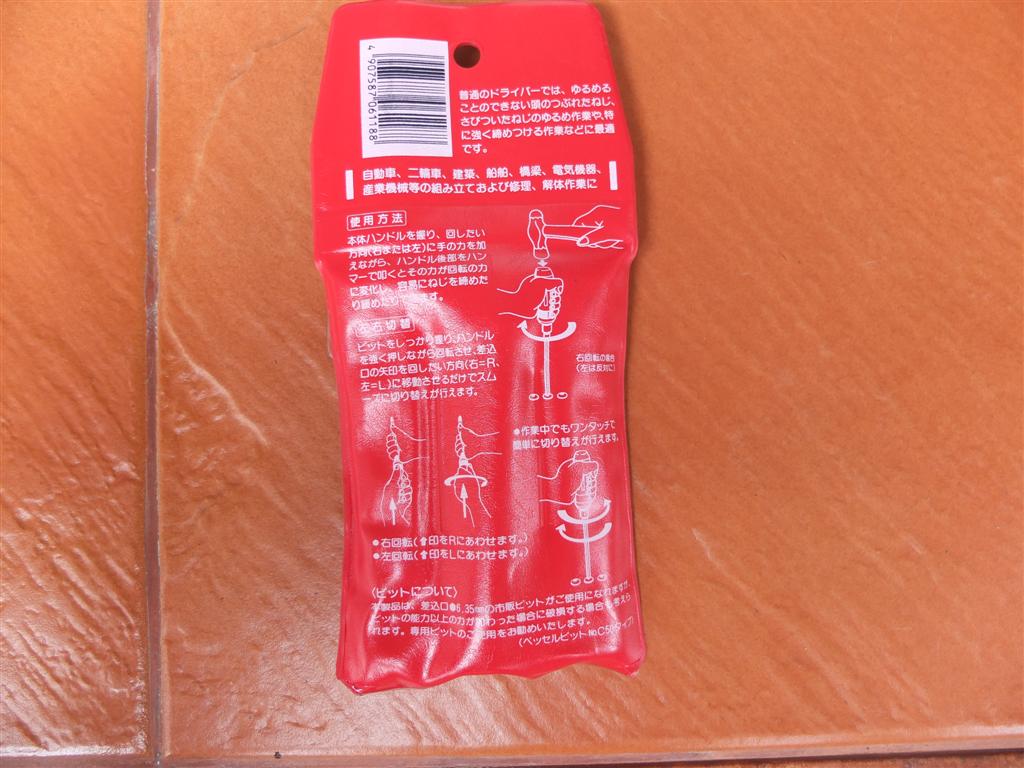 4 907587 061188
普通のドライバーでは、ゆるめる
ことのできない頭のつぶれたねじ、
さびついたねじのゆるめ作業や、特
に強く締めつける作業などに最適
です。
自動車、二輪車、建築、船舶、橋梁、電気機器、
産業機械等の組み立ておよび修理、解体作業に
使用方法
本体ハンドルを握り、回したい
方向(右または左)に手の力を加
えながら、ハンドル後部をハン
マーで叩くとその力が回転の力
に変化し、容易にねじを締めた
り緩めたりできます。
右回転の場合
(左は反対に)
左右切替
ビットをしっかり握り、ハンドル
を強く押しながら回転させ、差込
口の矢印を回したい方向(右=R、
左=L)に移動させるだけでスム
ーズに切り替えが行えます。
●作業中でもワンタッチで
簡単に切り替えが行えます。
●右回転(⬆印をRにあわせます。)
●左回転(⬆印をLにあわせます。)
〈ビットについて〉
本製品は、差込口●6.35mmの市販ビットがご使用になれますが、
ビットの能力以上の力が加わった場合に破損する場合も考えら
れます。専用ビットのご使用をお勧めいたします。
(ベッセルビットNo.C51タイプ)